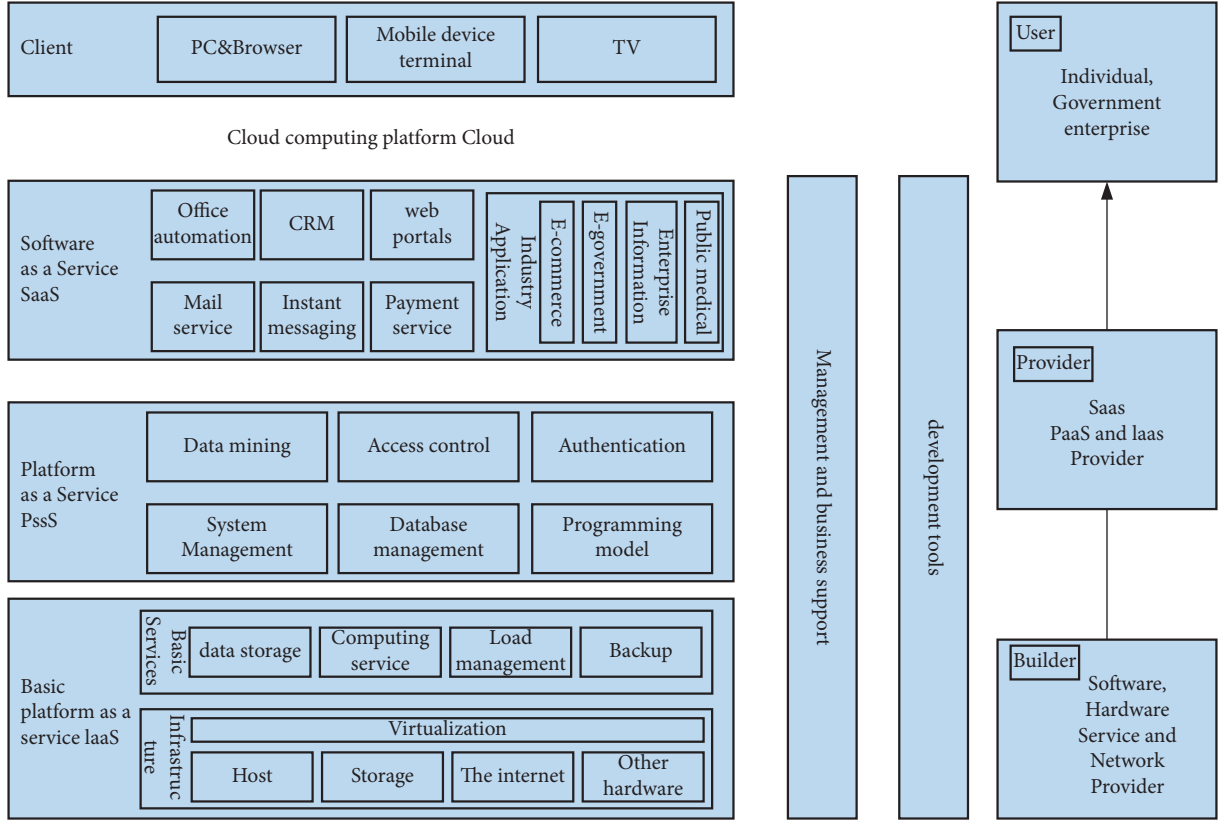 Client
PC&Browser
Mobile device
terminal
TV
Cloud computing platform Cloud
Software
as a Service
SaaS
Office
automation
CRM
web
portals
Mail
service
Instant
messaging
Payment
service
Industry
Application
E-commerce
E-government
Enterprise
Information
Public medical
Platform
as a Service
PssS
Data mining
Access control
Authentication
System
Management
Database
management
Programming
model
Basic
platform as a
service laaS
Basic
Services
data storage
Computing
service
Load
management
Backup
Infrastruc
ture
Virtualization
Host
Storage
The internet
Other
hardware
Management and business support
development tools
User
Individual,
Government
enterprise
Provider
Saas
PaaS and laas
Provider
Builder
Software,
Hardware
Service and
Network
Provider